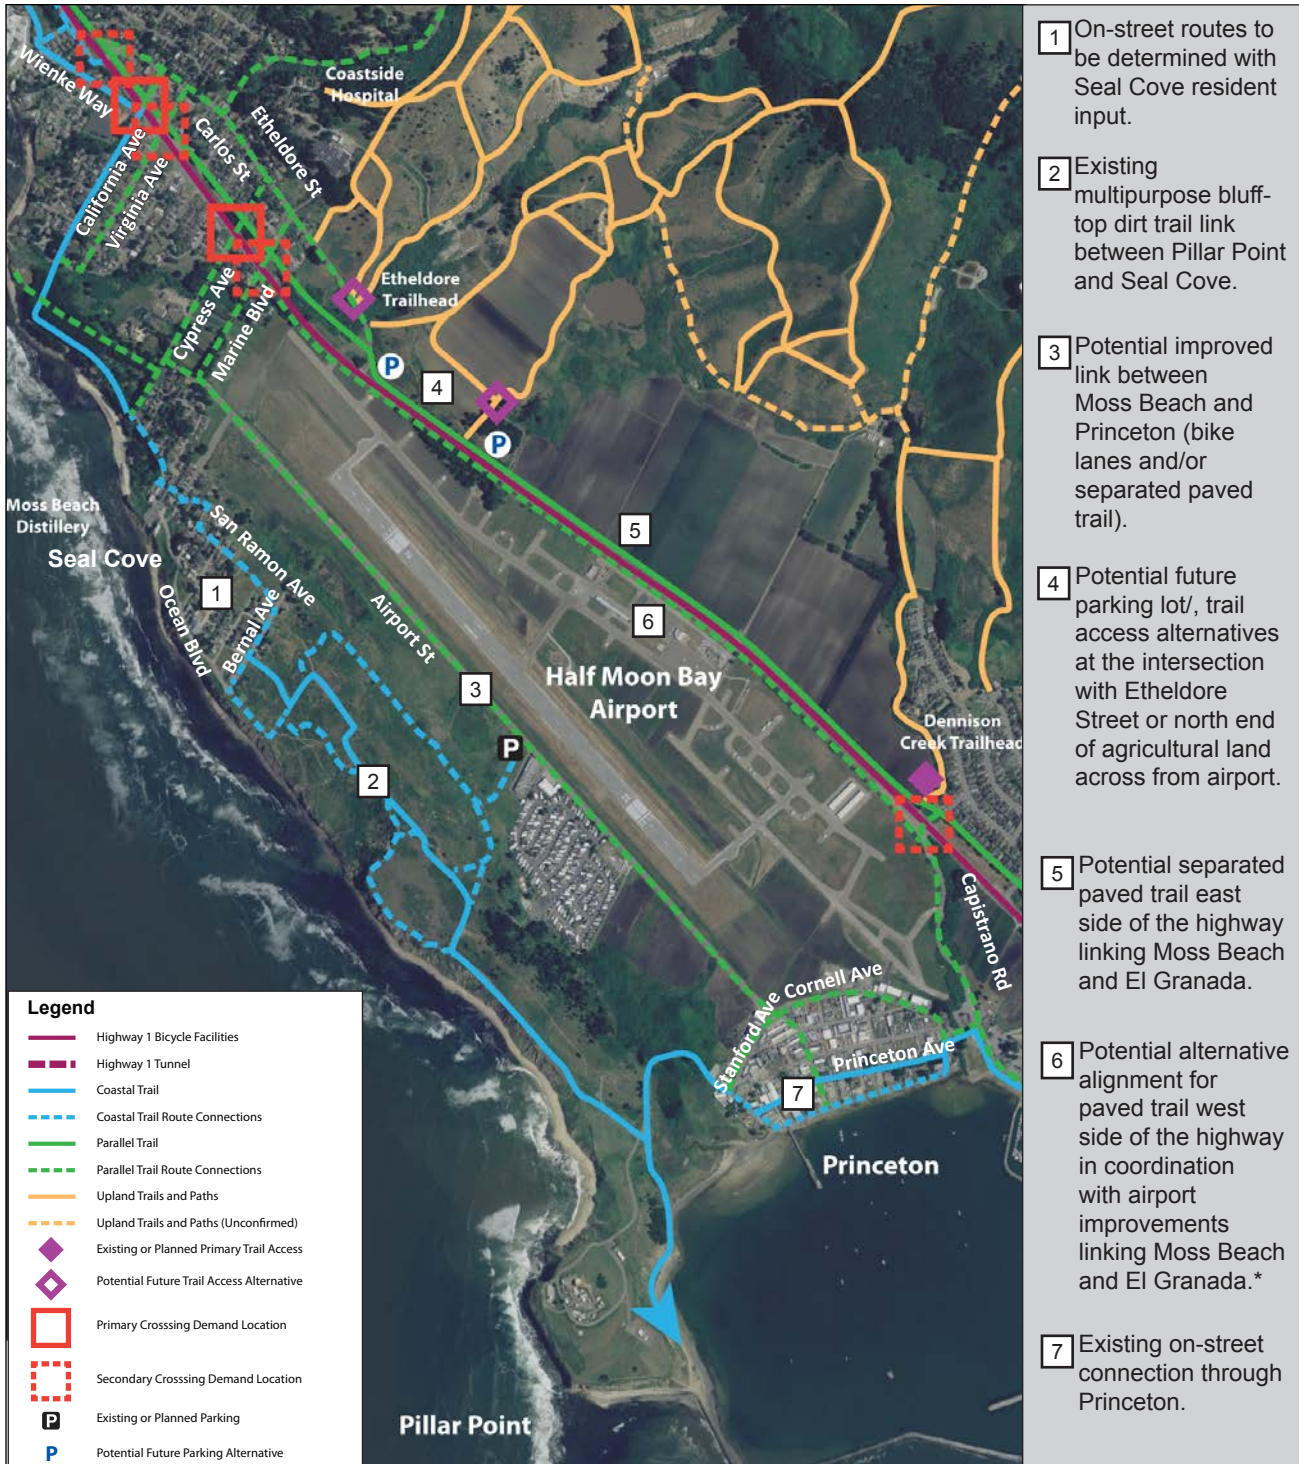 Coastside
Hospital
Wienke Way
Carlos St
Etheldore St
California Ave
Virginia Ave
Etheldore
Trailhead
Cypress Ave
Marine Blvd
P
4
P
Moss Beach
Distillery
Seal Cove
San Ramon Ave
1
Ocean Blvd
Bernal Ave
Airport St
5
6
3
Half Moon Bay
Airport
P
2
Dennison
Creek Trailhead
Capistrano Rd
Cornell Ave
Stanford Ave
Princeton Ave
7
Princeton
Pillar Point
Legend
Highway 1 Bicycle Facilities
Highway 1 Tunnel
Coastal Trail
Coastal Trail Route Connections
Parallel Trail
Parallel Trail Route Connections
Upland Trails and Paths
Upland Trails and Paths (Unconfirmed)
Existing or Planned Primary Trail Access
Potential Future Trail Access Alternative
Primary Crosssing Demand Location
Secondary Crosssing Demand Location
P Existing or Planned Parking
P Potential Future Parking Alternative
1 On-street routes to
be determined with
Seal Cove resident
input.
2 Existing
multipurpose bluff-
top dirt trail link
between Pillar Point
and Seal Cove.
3 Potential improved
link between
Moss Beach and
Princeton (bike
lanes and/or
separated paved
trail).
4 Potential future
parking lot/, trail
access alternatives
at the intersection
with Etheldore
Street or north end
of agricultural land
across from airport.
5 Potential separated
paved trail east
side of the highway
linking Moss Beach
and El Granada.
6 Potential alternative
alignment for
paved trail west
side of the highway
in coordination
with airport
improvements
linking Moss Beach
and El Granada.*
7 Existing on-street
connection through
Princeton.